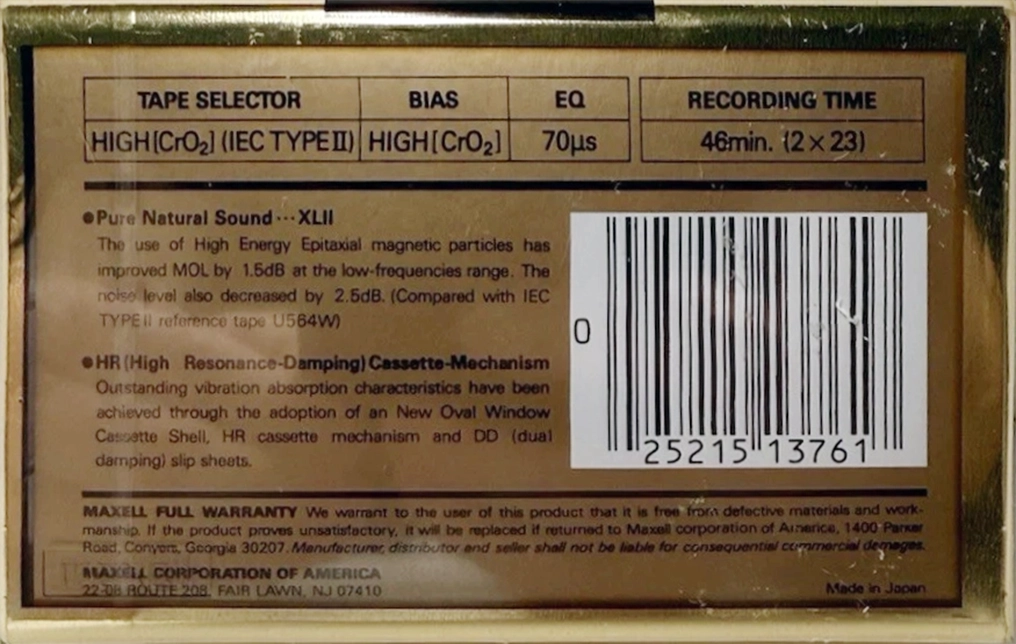 TAPE SELECTOR BIAS EQ RECORDING TIME
HIGH[CrO₂] (IEC TYPE II) HIGH[CrO₂] 70µs 46min. (2 × 23)
●Pure Natural Sound···XLII
The use of High Energy Epitaxial magnetic particles has
improved MOL by 1.5dB at the low-frequencies range. The
noise level also decreased by 2.5dB. (Compared with IEC
TYPE II reference tape U564W)
●HR (High Resonance-Damping) Cassette-Mechanism
Outstanding vibration absorption characteristics have been
achieved through the adoption of an New Oval Window
Cassette Shell, HR cassette mechanism and DD (dual
damping) slip sheets.
0
25215 13761
MAXELL FULL WARRANTY We warrant to the user of this product that it is free from defective materials and work-
manship. If the product proves unsatisfactory, it will be replaced if returned to Maxell corporation of America, 1400 Parker
Road, Conyers, Georgia 30207. Manufacturer, distributor and seller shall not be liable for consequential commercial damages.
MAXELL CORPORATION OF AMERICA
22-08 ROUTE 208, FAIR LAWN, NJ 07410
Made in Japan